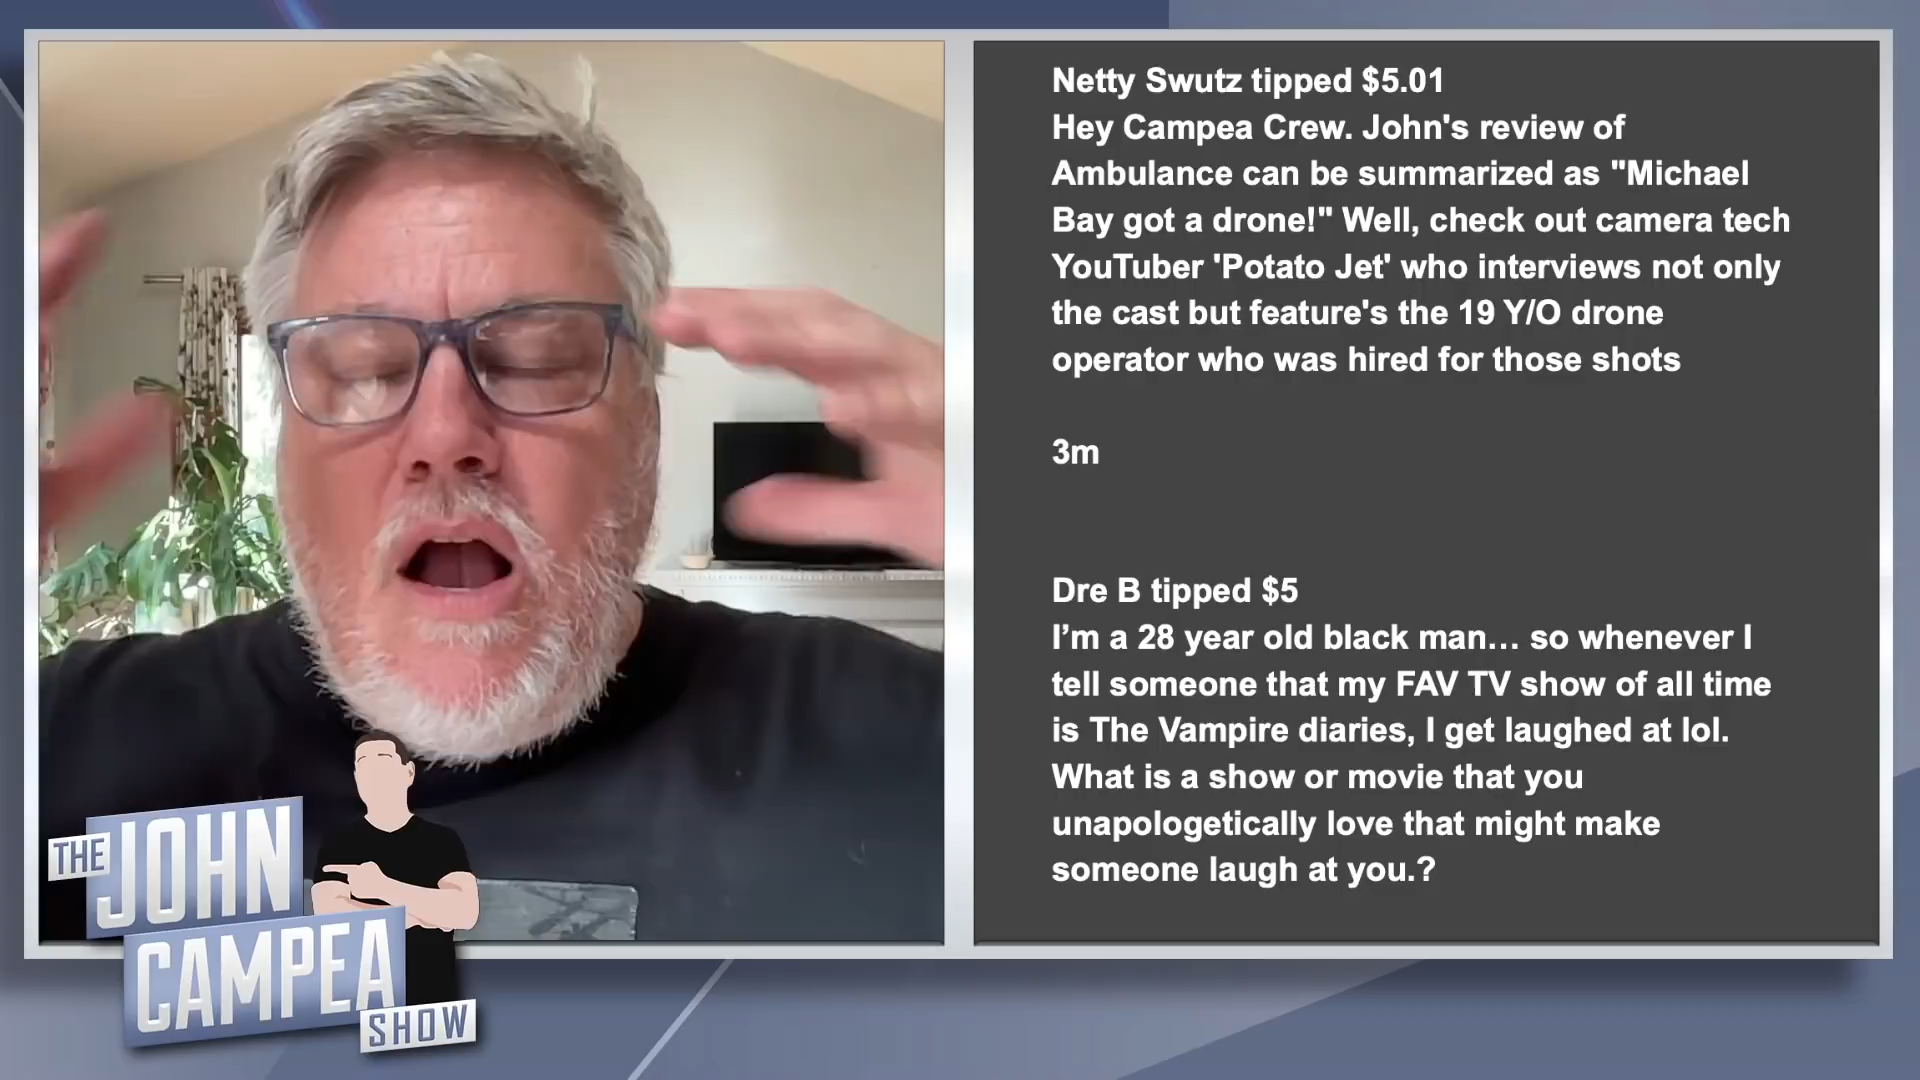 Netty Swutz tipped $5.01
Hey Campea Crew. John's review of
Ambulance can be summarized as "Michael
Bay got a drone!" Well, check out camera tech
YouTuber 'Potato Jet' who interviews not only
the cast but feature's the 19 Y/O drone
operator who was hired for those shots
3m
Dre B tipped $5
I’m a 28 year old black man… so whenever I
tell someone that my FAV TV show of all time
is The Vampire diaries, I get laughed at lol.
What is a show or movie that you
unapologetically love that might make
someone laugh at you.?
THE
JOHN
CAMPEA
SHOW